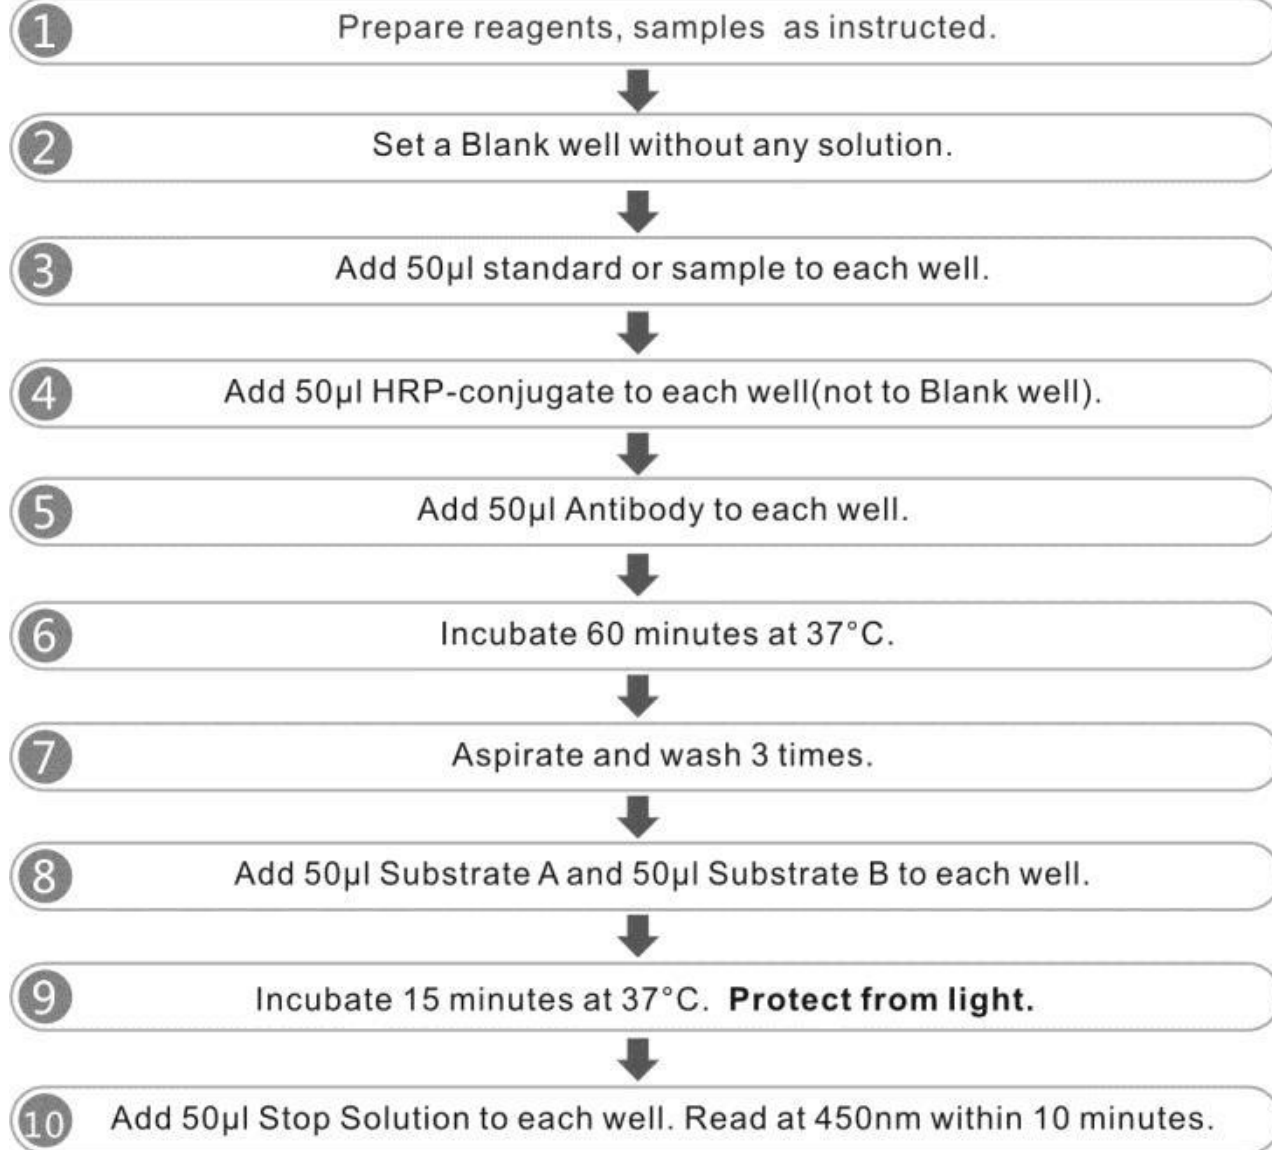 1 Prepare reagents, samples as instructed.
2 Set a Blank well without any solution.
3 Add 50µl standard or sample to each well.
4 Add 50µl HRP-conjugate to each well(not to Blank well).
5 Add 50µl Antibody to each well.
6 Incubate 60 minutes at 37°C.
7 Aspirate and wash 3 times.
8 Add 50µl Substrate A and 50µl Substrate B to each well.
9 Incubate 15 minutes at 37°C. Protect from light.
10 Add 50µl Stop Solution to each well. Read at 450nm within 10 minutes.